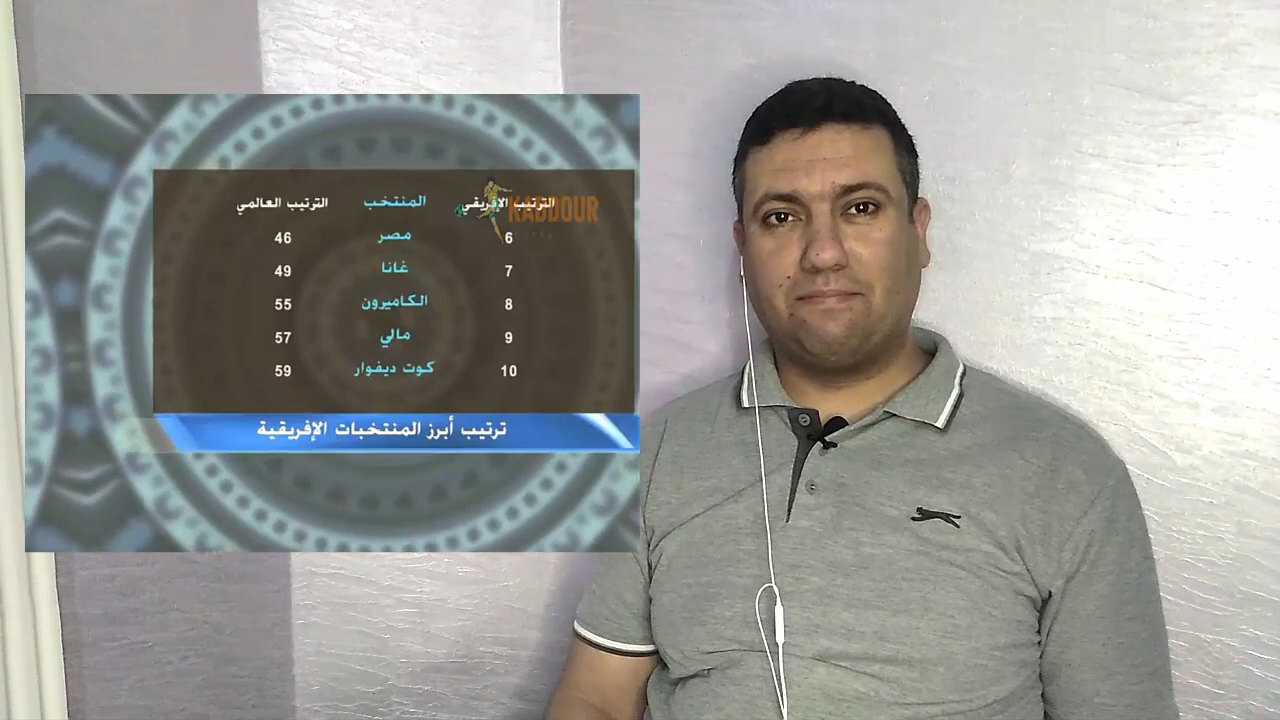 الترتيب الإفريقي المنتخب الترتيب العالمي
KADDOUR
6 مصر 46
7 غانا 49
8 الكاميرون 55
9 مالي 57
10 كوت ديفوار 59
ترتيب أبرز المنتخبات الإفريقية